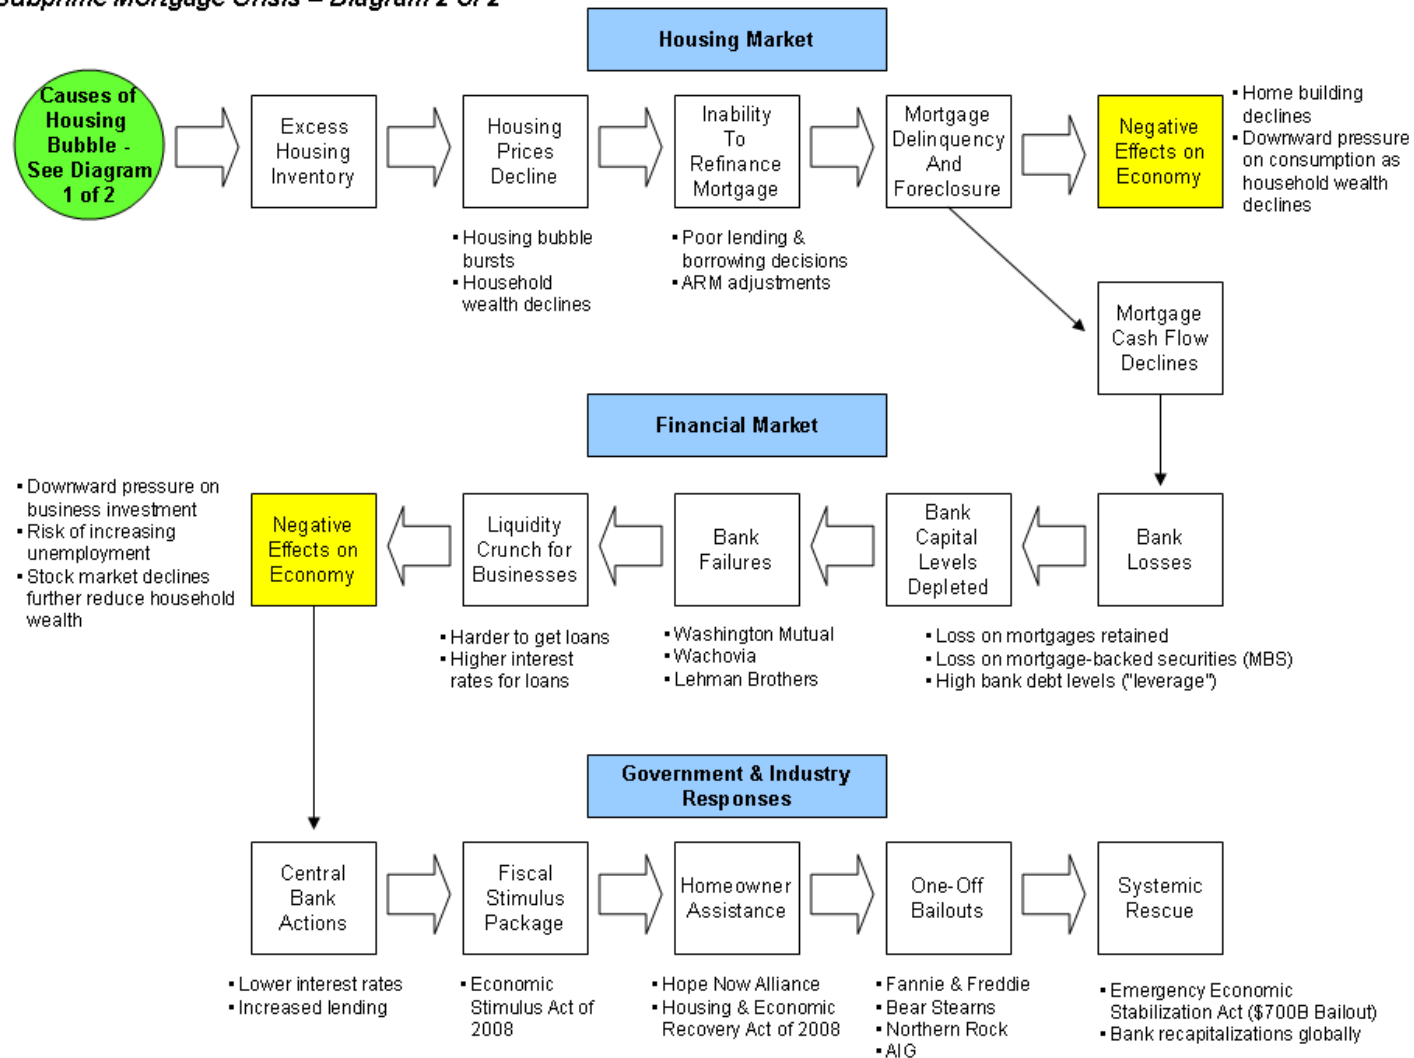 Subprime Mortgage Crisis – Diagram 2 of 2
Housing Market
Causes of
Housing
Bubble -
See Diagram
1 of 2
Excess
Housing
Inventory
Housing
Prices
Decline
▪ Housing bubble
bursts
▪ Household
wealth declines
Inability
To
Refinance
Mortgage
▪ Poor lending &
borrowing decisions
▪ ARM adjustments
Mortgage
Delinquency
And
Foreclosure
Negative
Effects on
Economy
▪ Home building
declines
▪ Downward pressure
on consumption as
household wealth
declines
Mortgage
Cash Flow
Declines
Financial Market
Bank
Losses
Bank
Capital
Levels
Depleted
▪ Loss on mortgages retained
▪ Loss on mortgage-backed securities (MBS)
▪ High bank debt levels ("leverage")
Bank
Failures
▪ Washington Mutual
▪ Wachovia
▪ Lehman Brothers
Liquidity
Crunch for
Businesses
▪ Harder to get loans
▪ Higher interest
rates for loans
Negative
Effects on
Economy
▪ Downward pressure on
business investment
▪ Risk of increasing
unemployment
▪ Stock market declines
further reduce household
wealth
Government & Industry
Responses
Central
Bank
Actions
▪ Lower interest rates
▪ Increased lending
Fiscal
Stimulus
Package
▪ Economic
Stimulus Act of
2008
Homeowner
Assistance
▪ Hope Now Alliance
▪ Housing & Economic
Recovery Act of 2008
One-Off
Bailouts
▪ Fannie & Freddie
▪ Bear Stearns
▪ Northern Rock
▪ AIG
Systemic
Rescue
▪ Emergency Economic
Stabilization Act ($700B Bailout)
▪ Bank recapitalizations globally